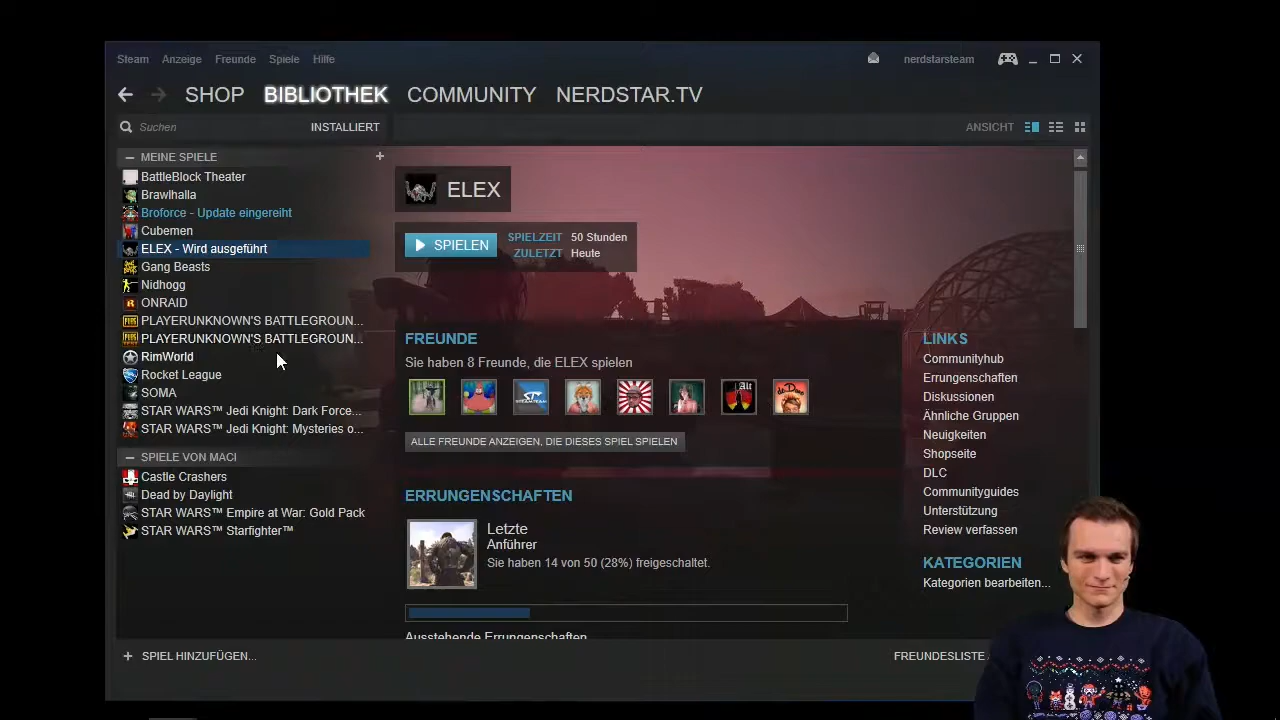 Steam Anzeige Freunde Spiele Hilfe
nerdstarsteam
SHOP BIBLIOTHEK COMMUNITY NERDSTAR.TV
Suchen
INSTALLIERT
ANSICHT
— MEINE SPIELE +
BattleBlock Theater
Brawlhalla
Broforce - Update eingereiht
Cubemen
ELEX - Wird ausgeführt
Gang Beasts
Nidhogg
ONRAID
PLAYERUNKNOWN'S BATTLEGROUN...
PLAYERUNKNOWN'S BATTLEGROUN...
RimWorld
Rocket League
SOMA
STAR WARS™ Jedi Knight: Dark Force...
STAR WARS™ Jedi Knight: Mysteries o...
— SPIELE VON MACI
Castle Crashers
Dead by Daylight
STAR WARS™ Empire at War: Gold Pack
STAR WARS™ Starfighter™
+ SPIEL HINZUFÜGEN...
ELEX
SPIELEN
SPIELZEIT 50 Stunden
ZULETZT Heute
FREUNDE
Sie haben 8 Freunde, die ELEX spielen
Alt
ALLE FREUNDE ANZEIGEN, DIE DIESES SPIEL SPIELEN
ERRUNGENSCHAFTEN
Letzte
Anführer
Sie haben 14 von 50 (28%) freigeschaltet.
Ausstehende Errungenschaften
LINKS
Communityhub
Errungenschaften
Diskussionen
Ähnliche Gruppen
Neuigkeiten
Shopseite
DLC
Communityguides
Unterstützung
Review verfassen
KATEGORIEN
Kategorien bearbeiten...
FREUNDESLISTE